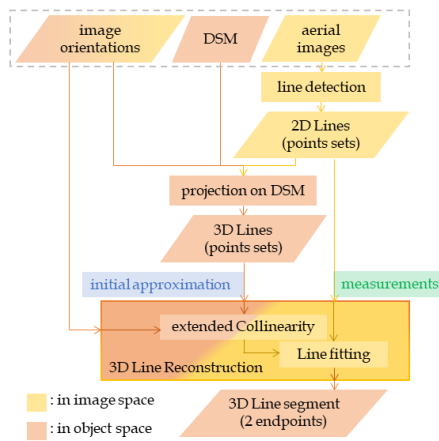 image
orientations
DSM
aerial
images
line detection
2D Lines
(points sets)
projection on DSM
3D Lines
(points sets)
initial approximation
measurements
extended Collinearity
Line fitting
3D Line Reconstruction
: in image space
: in object space
3D Line segment
(2 endpoints)